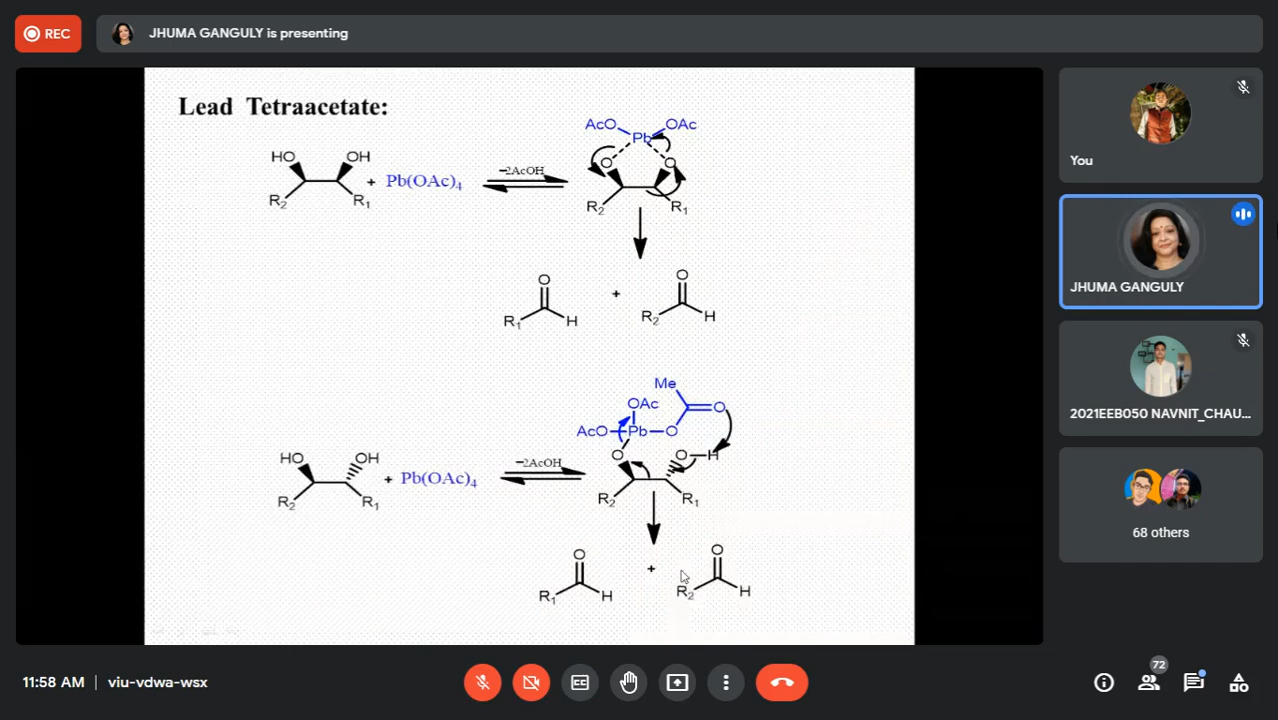 REC
JHUMA GANGULY is presenting
Lead Tetraacetate:
AcO OAc
Pb
HO OH
+ Pb(OAc)4
−2AcOH
O O
R2 R1
R2 R1
O + O
R1 H R2 H
Me
OAc O
AcO Pb O
HO OH
+ Pb(OAc)4
−2AcOH
O O H
R2 R1
R2 R1
O + O
R1 H R2 H
You
JHUMA GANGULY
2021EEB050 NAVNIT_CHAU...
68 others
11:58 AM | viu-vdwa-wsx
CC
72